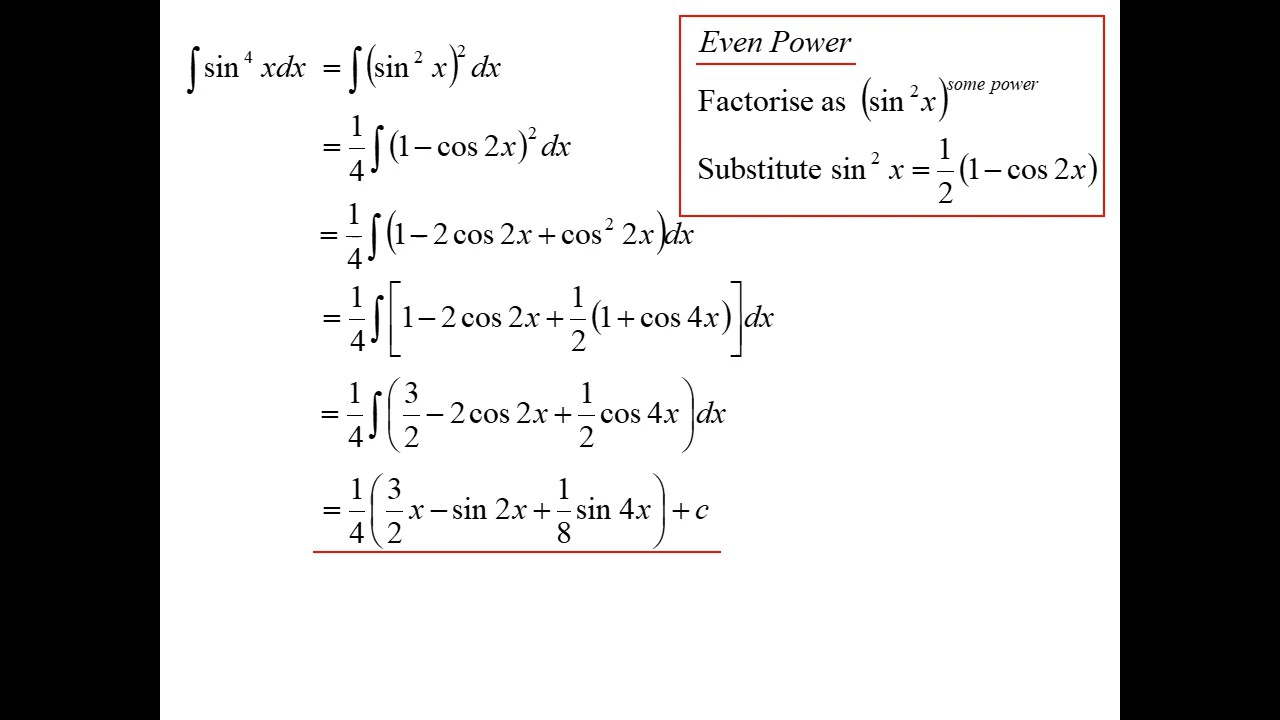 ∫ sin⁴ x dx = ∫ (sin² x)² dx
= 1/4 ∫ (1 − cos 2x)² dx
= 1/4 ∫ (1 − 2 cos 2x + cos² 2x) dx
= 1/4 ∫ [1 − 2 cos 2x + 1/2 (1 + cos 4x)] dx
= 1/4 ∫ (3/2 − 2 cos 2x + 1/2 cos 4x) dx
= 1/4 (3/2 x − sin 2x + 1/8 sin 4x) + c
Even Power
Factorise as (sin² x)^some power
Substitute sin² x = 1/2 (1 − cos 2x)